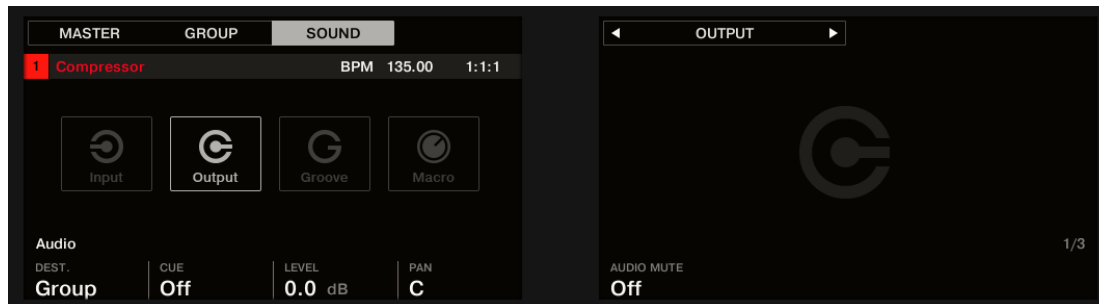 MASTER GROUP SOUND
1 Compressor BPM 135.00 1:1:1
Input Output Groove Macro
Audio
DEST. CUE LEVEL PAN
Group Off 0.0 dB C
OUTPUT
1/3
AUDIO MUTE
Off